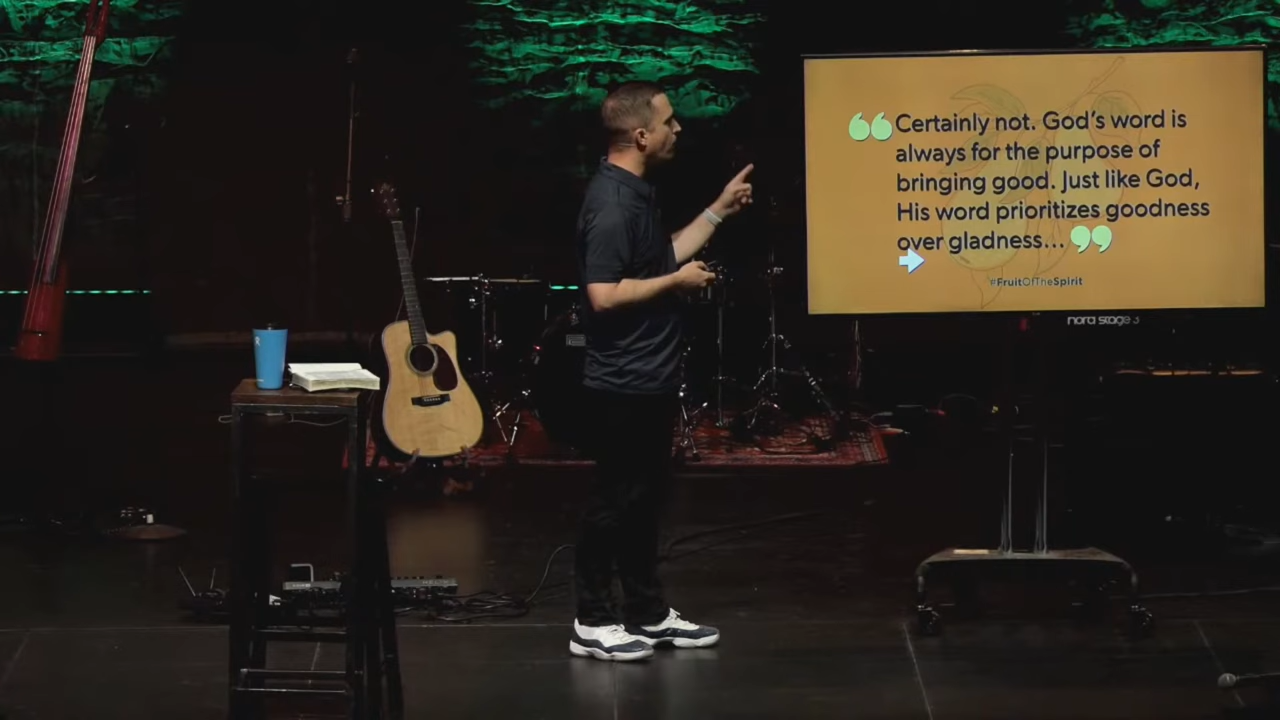 Certainly not. God's word is
always for the purpose of
bringing good. Just like God,
His word prioritizes goodness
over gladness...
#FruitOfTheSpirit
nord stage 3